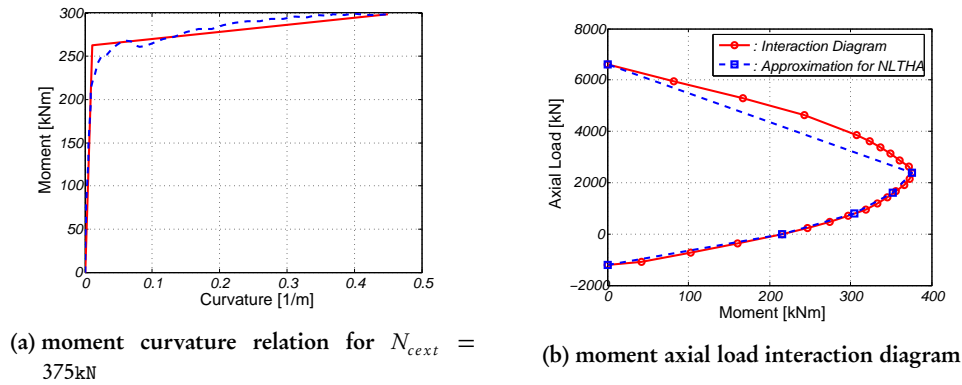 300
250
200
150
100
50
0
Moment [kNm]
0
0.1
0.2
0.3
0.4
0.5
Curvature [1/m]
(a) moment curvature relation for N_{cext} =
375kN
8000
6000
4000
2000
0
−2000
Axial Load [kN]
: Interaction Diagram
: Approximation for NLTHA
0
100
200
300
400
Moment [kNm]
(b) moment axial load interaction diagram